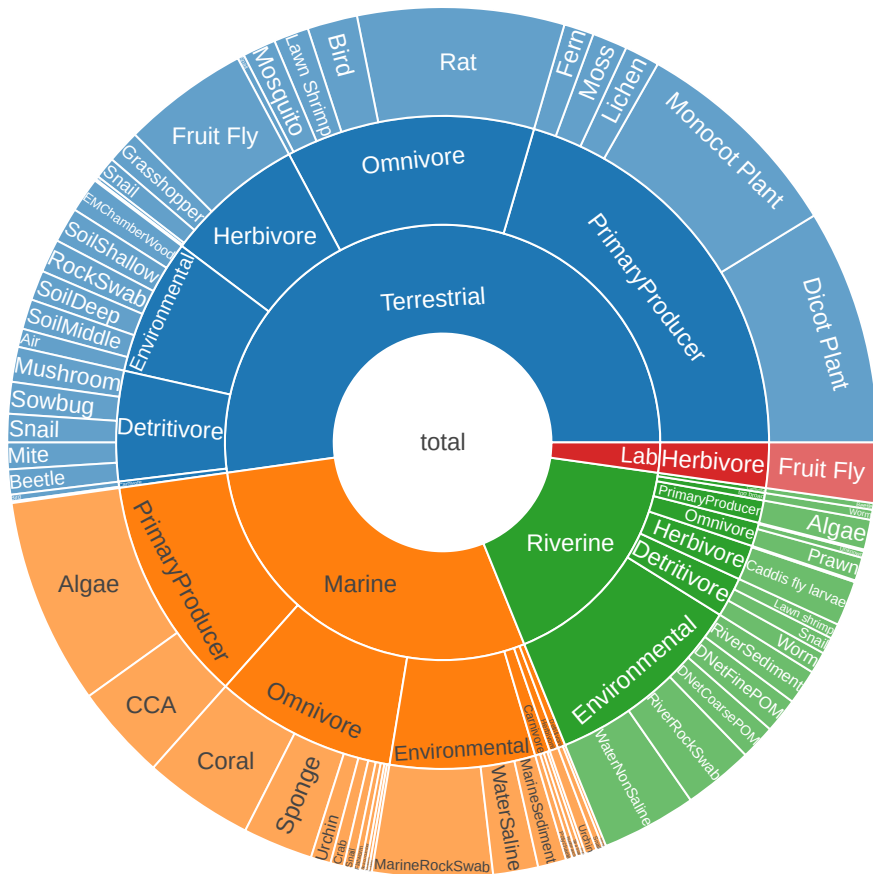 total
Terrestrial
PrimaryProducer
Dicot Plant
Monocot Plant
Lichen
Moss
Fern
Omnivore
Rat
Bird
Lawn Shrimp
Mosquito
Herbivore
Fruit Fly
Grasshopper
Snail
Environmental
EMChamberWood
SoilShallow
RockSwab
SoilDeep
SoilMiddle
Air
Detritivore
Mushroom
Sowbug
Snail
Mite
Beetle
Marine
PrimaryProducer
Algae
CCA
Omnivore
Coral
Sponge
Urchin
Crab
Snail
Environmental
MarineRockSwab
WaterSaline
MarineSediment
Carnivore
Urchin
Riverine
Environmental
WaterNonSaline
RiverRockSwab
DNetCoarsePOM
DNetFinePOM
RiverSediment
Detritivore
Worm
Snail
Lawn shrimp
Herbivore
Caddis fly larvae
Omnivore
Prawn
PrimaryProducer
Algae
Worm
Lab
Herbivore
Fruit Fly